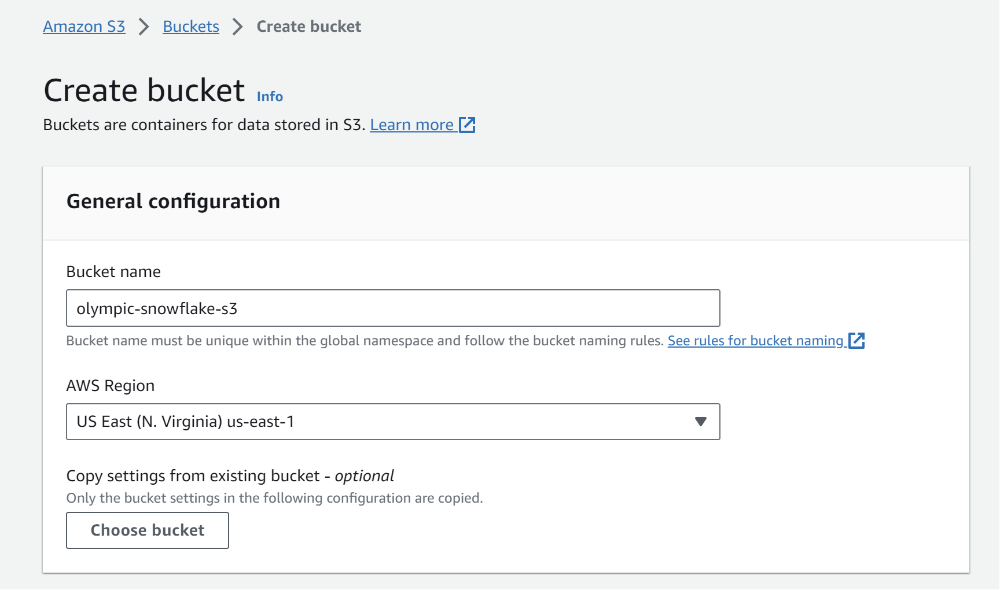 Amazon S3 Buckets Create bucket
Create bucket Info
Buckets are containers for data stored in S3. Learn more
General configuration
Bucket name
olympic-snowflake-s3
Bucket name must be unique within the global namespace and follow the bucket naming rules. See rules for bucket naming
AWS Region
US East (N. Virginia) us-east-1
Copy settings from existing bucket - optional
Only the bucket settings in the following configuration are copied.
Choose bucket